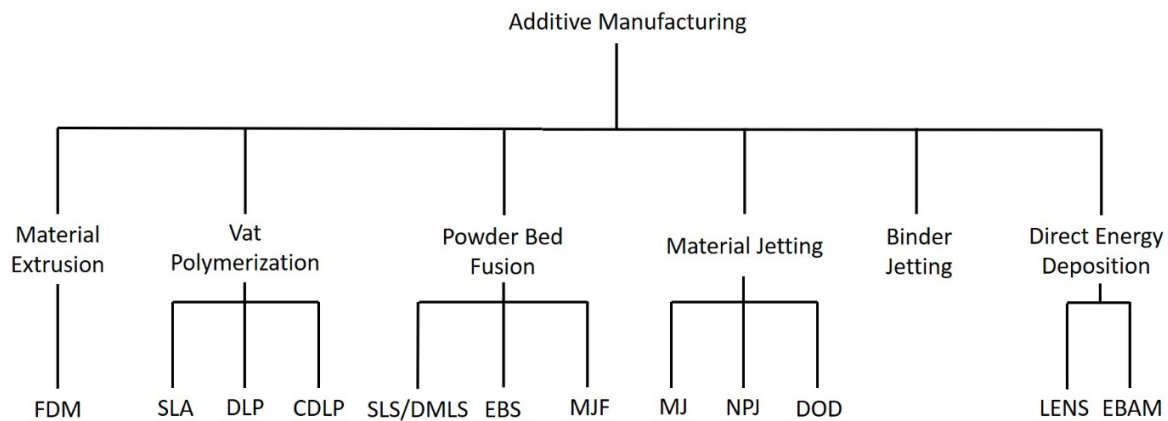 Additive Manufacturing
Material
Extrusion
Vat
Polymerization
Powder Bed
Fusion
Material Jetting
Binder
Jetting
Direct Energy
Deposition
FDM
SLA
DLP
CDLP
SLS/DMLS
EBS
MJF
MJ
NPJ
DOD
LENS
EBAM